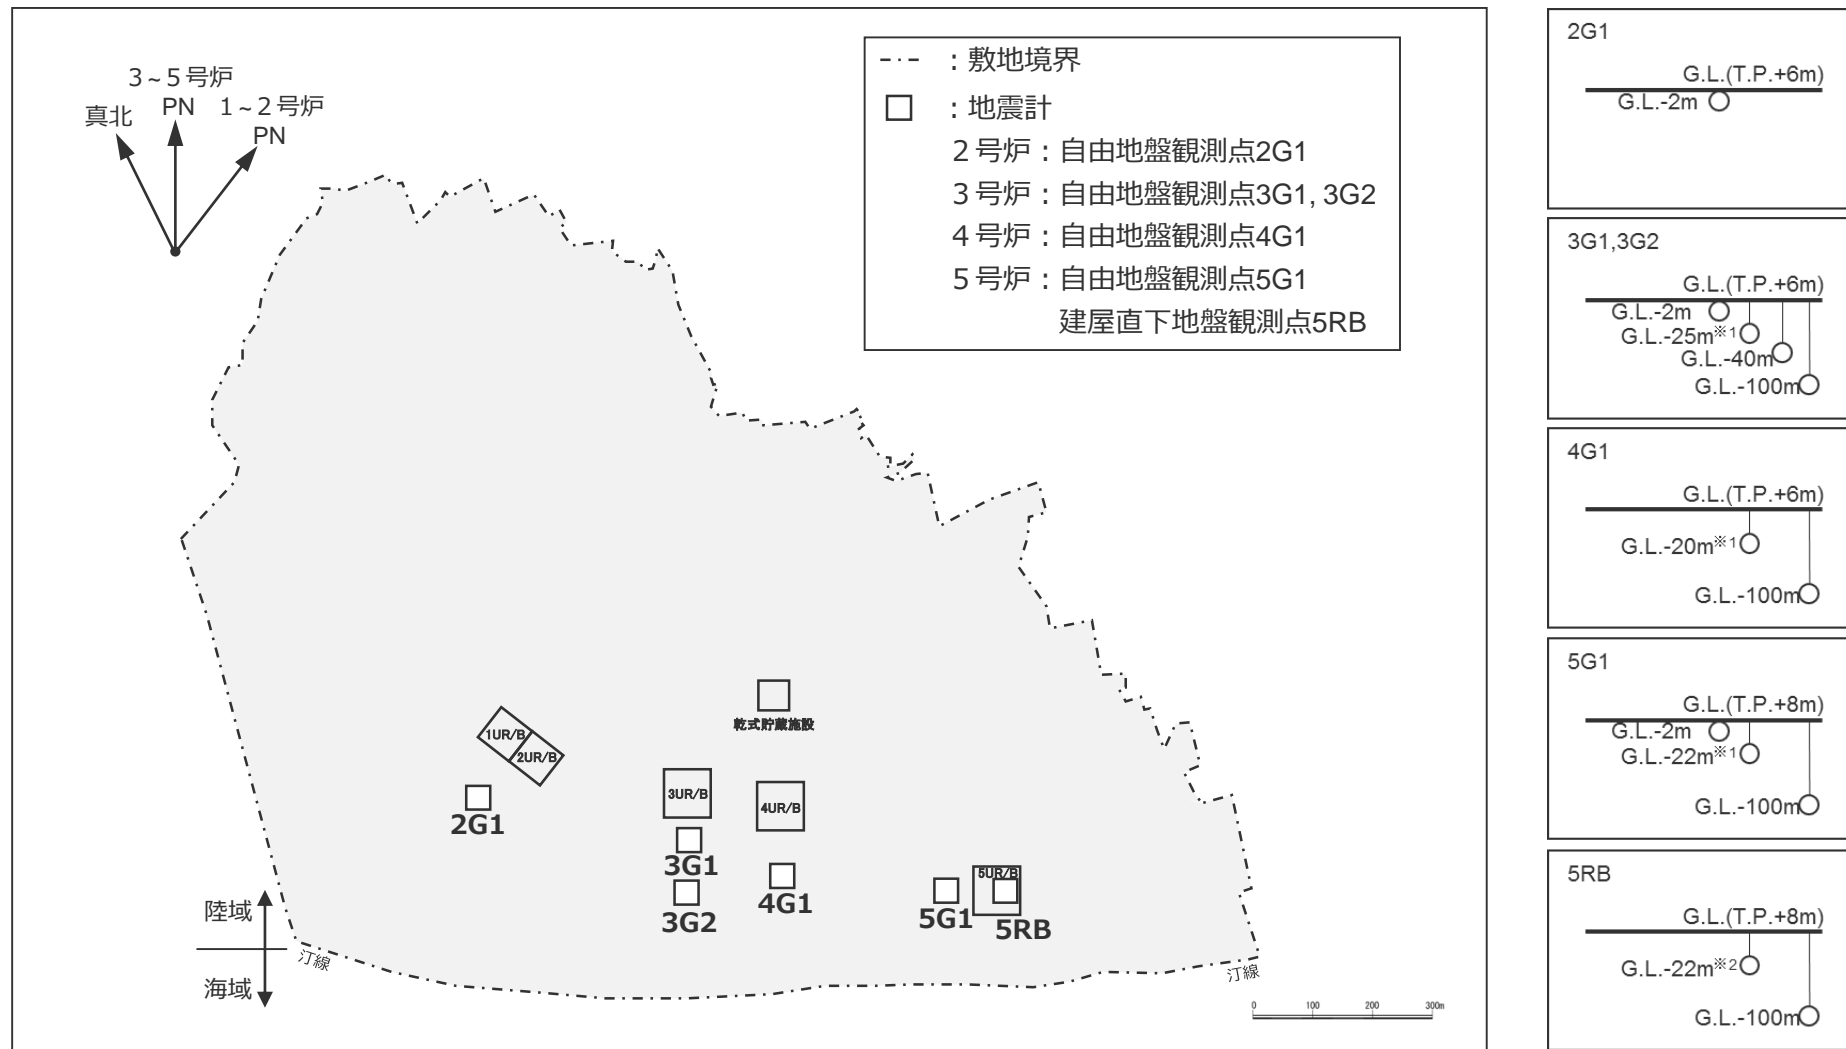 3~5号炉
PN
真北
1~2号炉
PN
：敷地境界
：地震計
2号炉：自由地盤観測点2G1
3号炉：自由地盤観測点3G1, 3G2
4号炉：自由地盤観測点4G1
5号炉：自由地盤観測点5G1
建屋直下地盤観測点5RB
乾式貯蔵施設
1UR/B
2UR/B
3UR/B
4UR/B
5UR/B
2G1
3G1
3G2
4G1
5G1
5RB
陸域
海域
汀線
汀線
0 100 200 300m
2G1
G.L.(T.P.+6m)
G.L.-2m
3G1,3G2
G.L.(T.P.+6m)
G.L.-2m
G.L.-25m※1
G.L.-40m
G.L.-100m
4G1
G.L.(T.P.+6m)
G.L.-20m※1
G.L.-100m
5G1
G.L.(T.P.+8m)
G.L.-2m
G.L.-22m※1
G.L.-100m
5RB
G.L.(T.P.+8m)
G.L.-22m※2
G.L.-100m